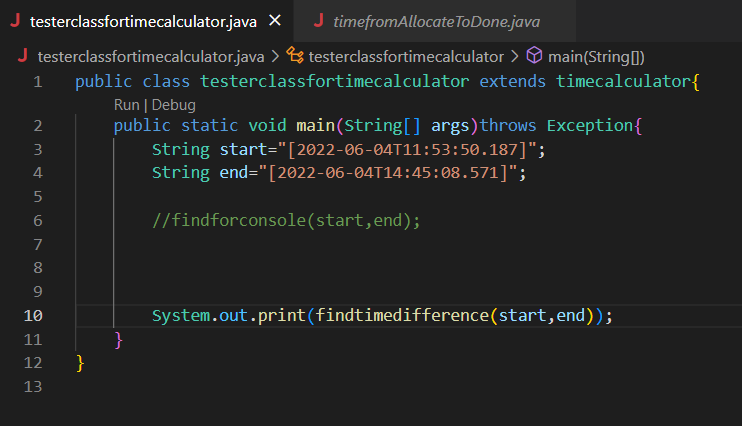 J testerclassfortimecalculator.java × J timefromAllocateToDone.java
J testerclassfortimecalculator.java > testerclassfortimecalculator > main(String[])
1 public class testerclassfortimecalculator extends timecalculator{
Run | Debug
2 public static void main(String[] args)throws Exception{
3 String start="[2022-06-04T11:53:50.187]";
4 String end="[2022-06-04T14:45:08.571]";
5
6 //findforconsole(start,end);
7
8
9
10 System.out.print(findtimedifference(start,end));
11 }
12 }
13